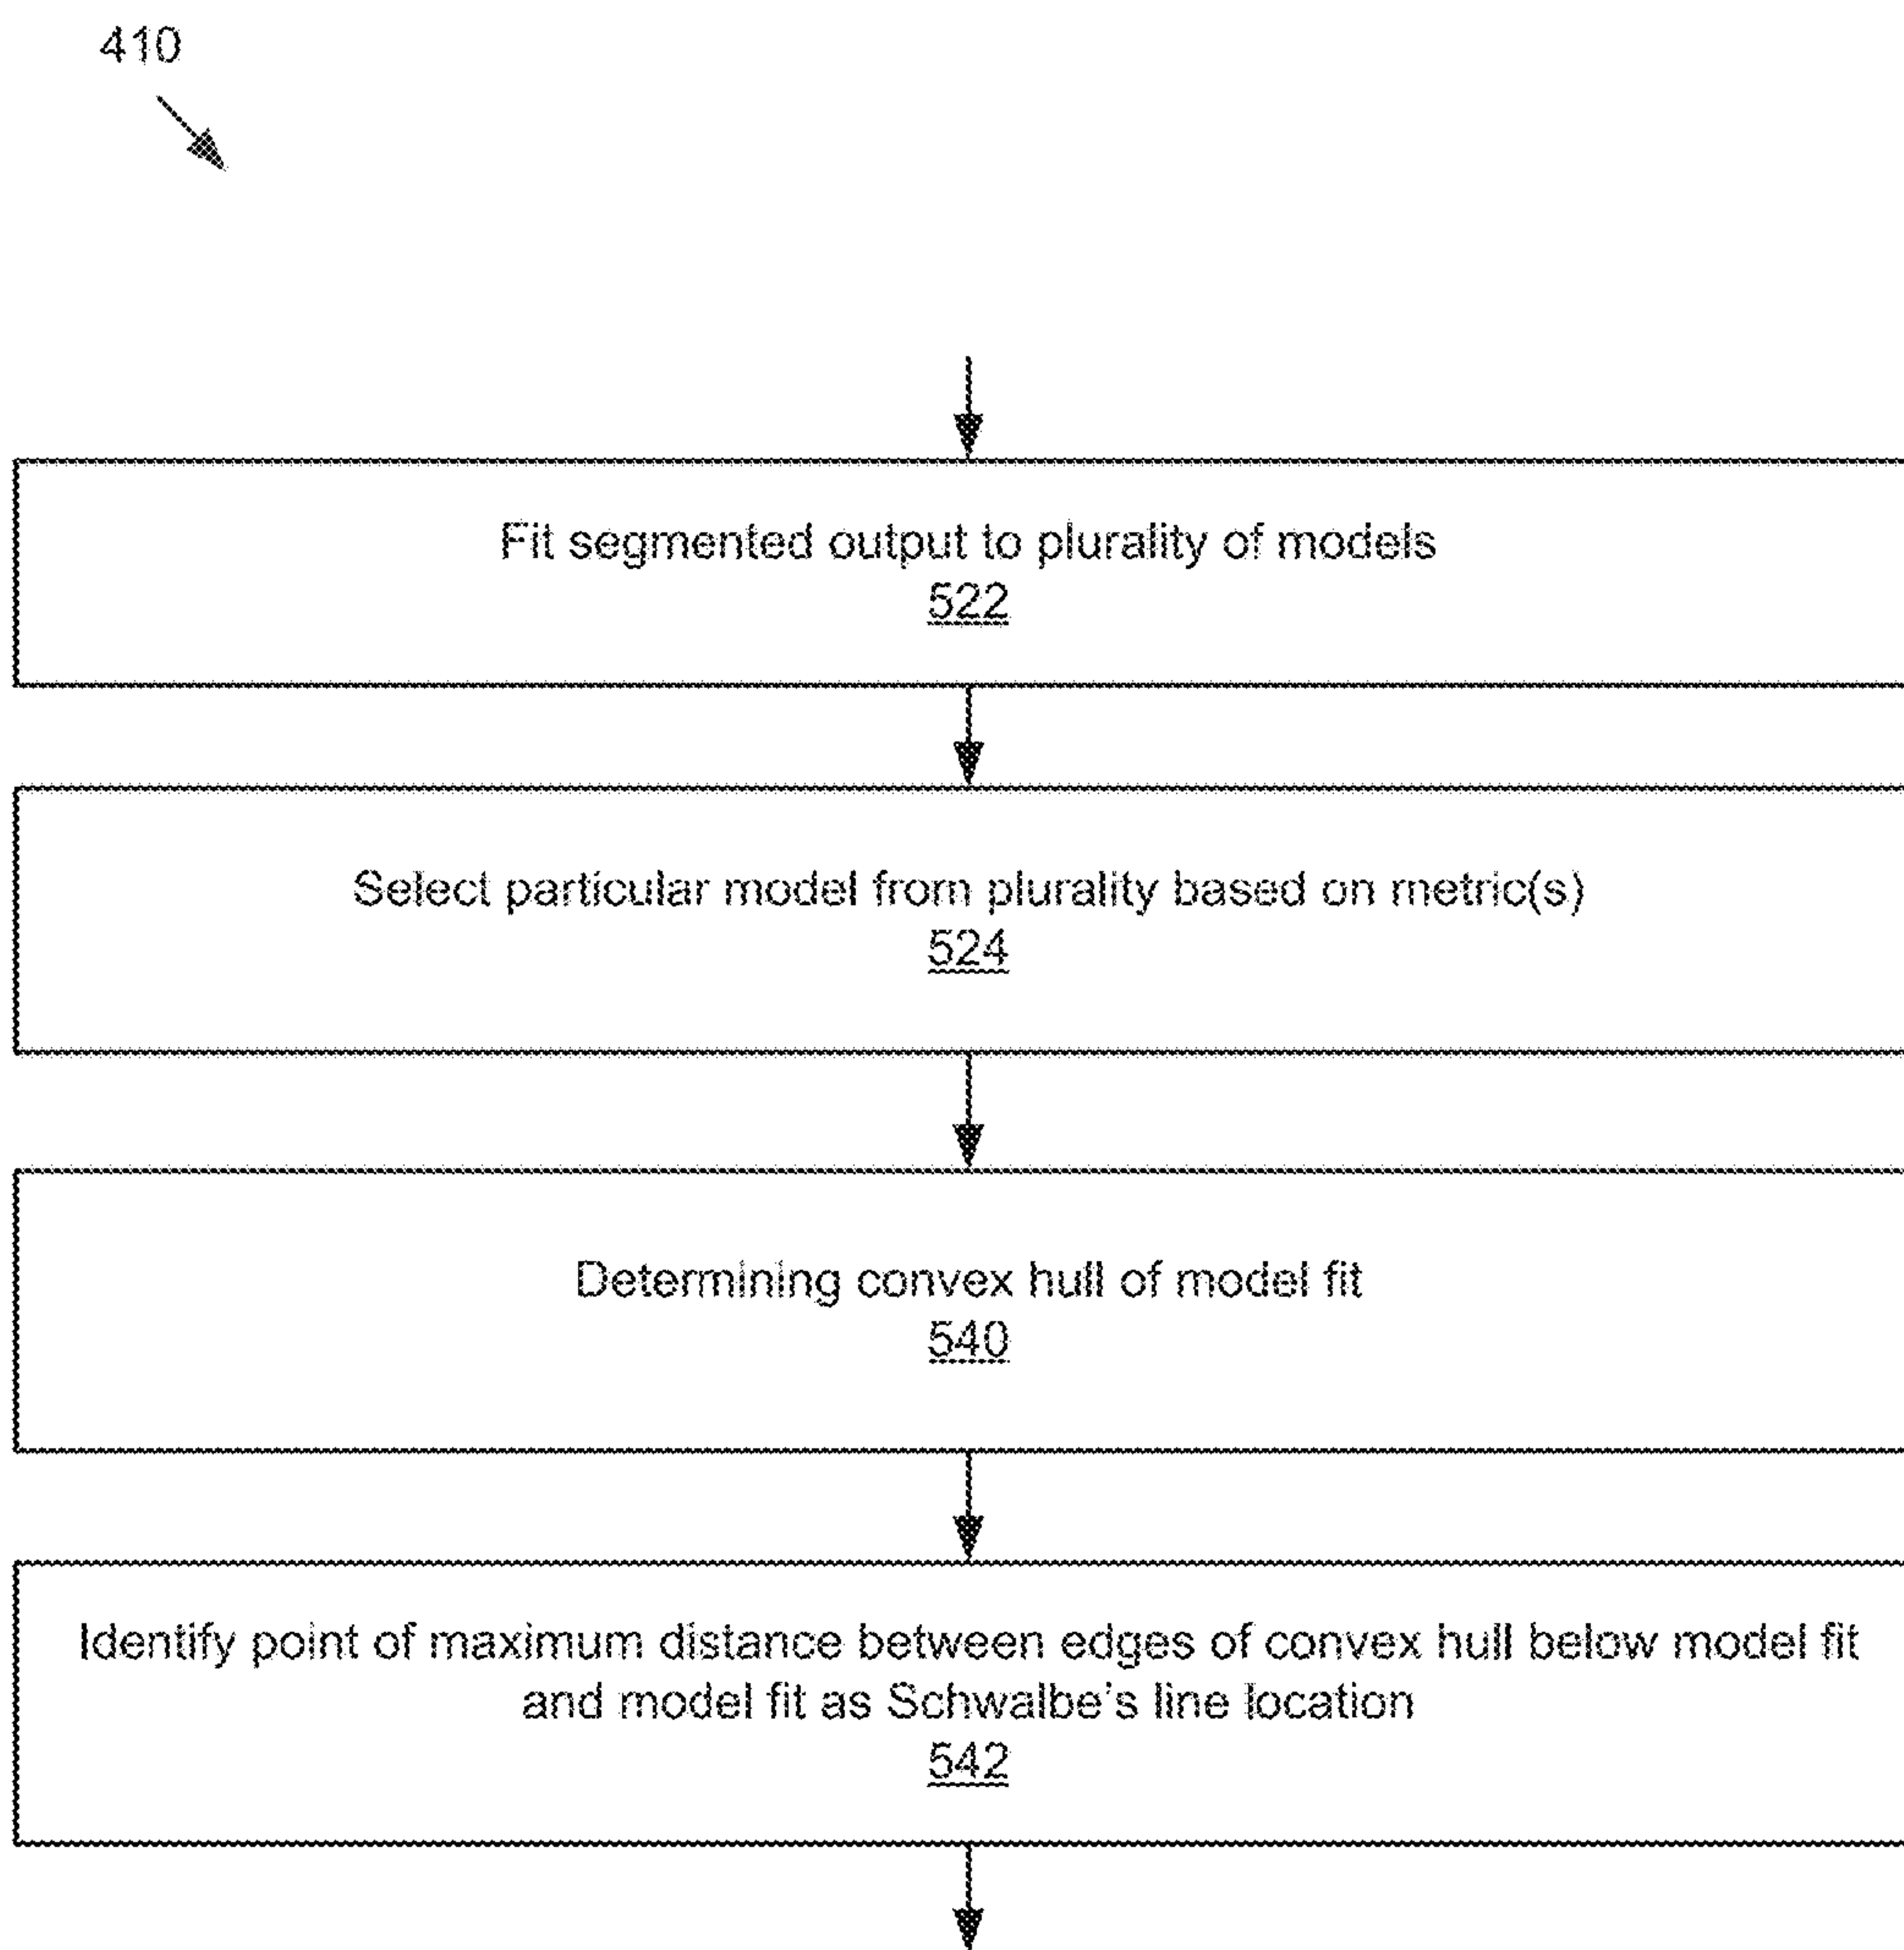 410
Fit segmented output to plurality of models
522
Select particular model from plurality based on metric(s)
524
Determining convex hull of model fit
540
Identify point of maximum distance between edges of convex hull below model fit
and model fit as Schwalbe's line location
542